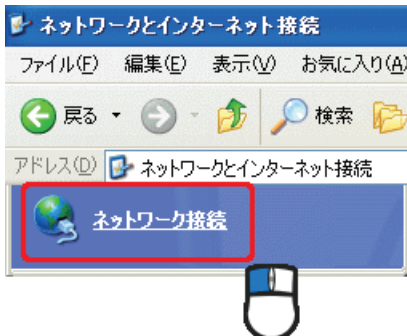 ネットワークとインターネット接続
ファイル(F) 編集(E) 表示(V) お気に入り(A)
戻る 検索
アドレス(D) ネットワークとインターネット接続
ネットワーク接続